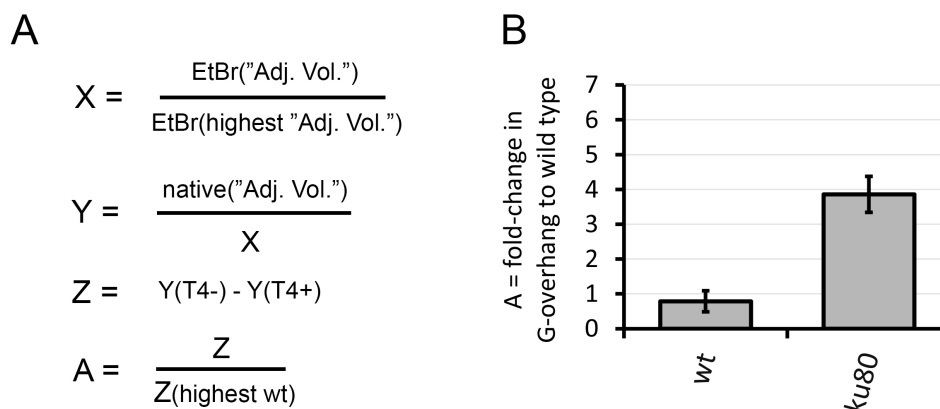 A
X = EtBr(”Adj. Vol.”)
EtBr(highest ”Adj. Vol.”)
Y = native(”Adj. Vol.”)
X
Z = Y(T4-) - Y(T4+)
A = Z
Z(highest wt)
B
A = fold-change in
G-overhang to wild type
7
6
5
4
3
2
1
0
wt
ku80